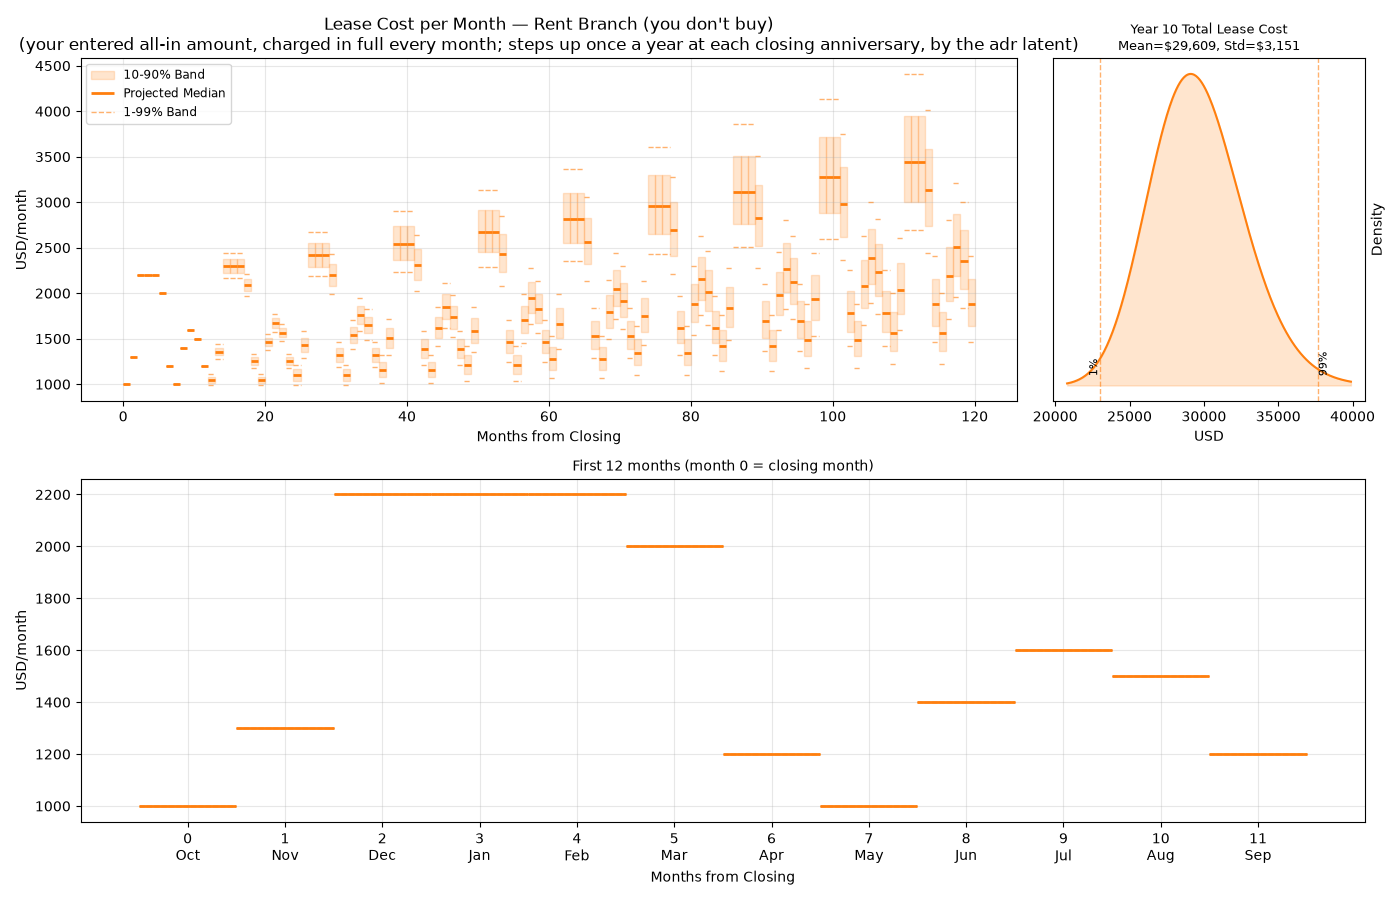 Lease Cost per Month — Rent Branch (you don't buy)
(your entered all-in amount, charged in full every month; steps up once a year at each closing anniversary, by the adr latent)
10-90% Band
Projected Median
1-99% Band
USD/month
4500
4000
3500
3000
2500
2000
1500
1000
0 20 40 60 80 100 120
Months from Closing
Year 10 Total Lease Cost
Mean=$29,609, Std=$3,151
1%
99%
Density
20000 25000 30000 35000 40000
USD
First 12 months (month 0 = closing month)
USD/month
2200
2000
1800
1600
1400
1200
1000
0 1 2 3 4 5 6 7 8 9 10 11
Oct Nov Dec Jan Feb Mar Apr May Jun Jul Aug Sep
Months from Closing